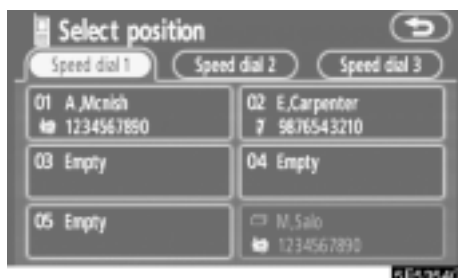 Select position
Speed dial 1 Speed dial 2 Speed dial 3
01 A,Mcnish 02 E,Carpenter
1234567890 9876543210
03 Empty 04 Empty
05 Empty M,Salo
1234567890